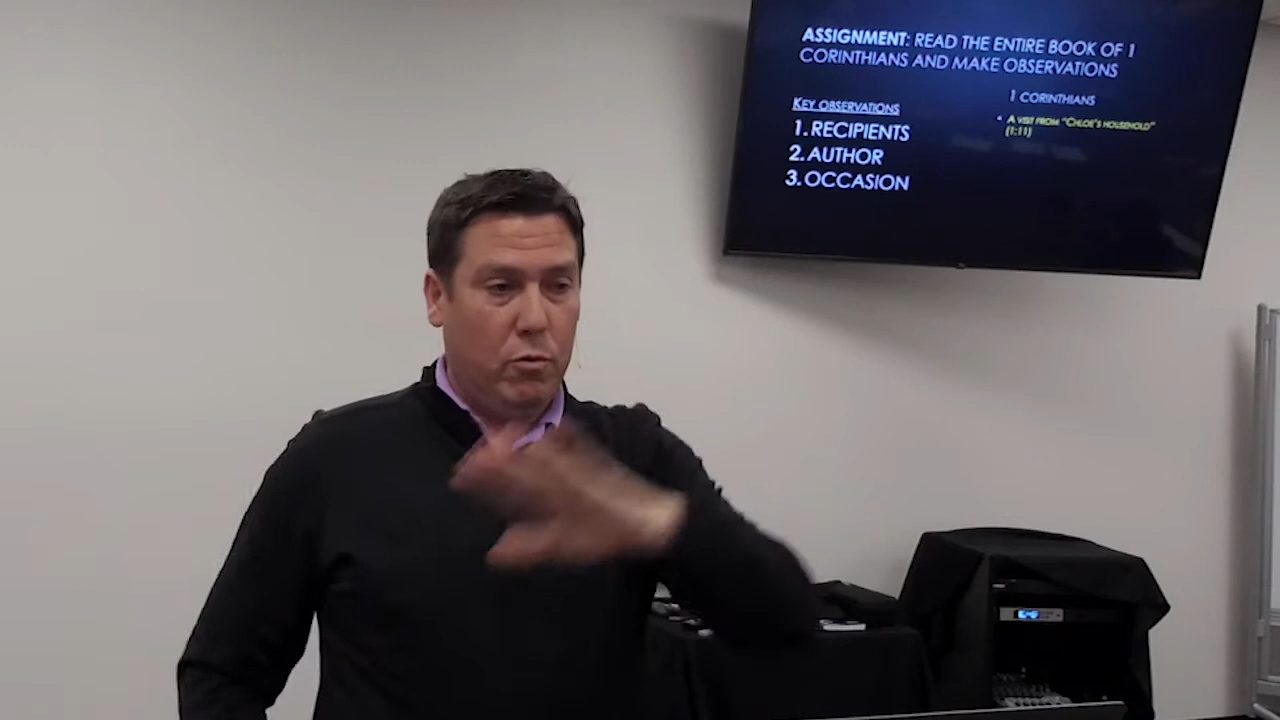 ASSIGNMENT: READ THE ENTIRE BOOK OF 1
CORINTHIANS AND MAKE OBSERVATIONS
KEY OBSERVATIONS
1. RECIPIENTS
2. AUTHOR
3. OCCASION
1 CORINTHIANS
• A VISIT FROM "CHLOE'S HOUSEHOLD"
(1:11)